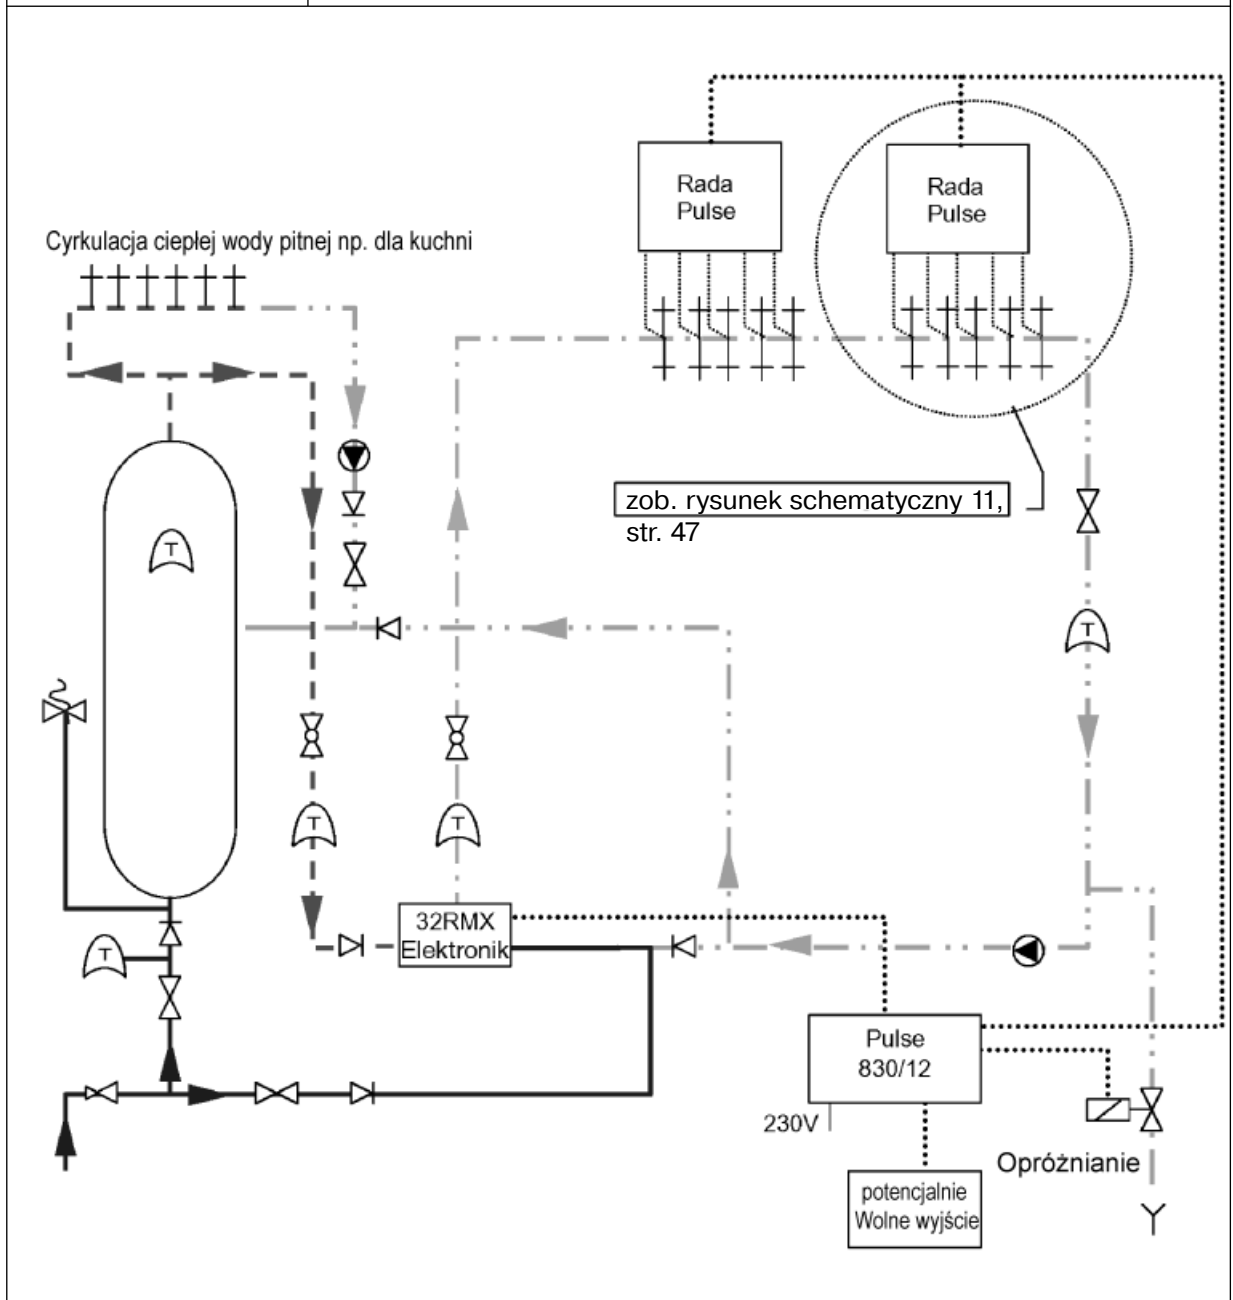 Rada
Pulse
Rada
Pulse
Cyrkulacja ciepłej wody pitnej np. dla kuchni
zob. rysunek schematyczny 11,
str. 47
T
T
T
T
32RMX
Elektronik
T
Pulse
830/12
230V
Opróżnianie
potencjalnie
Wolne wyjście